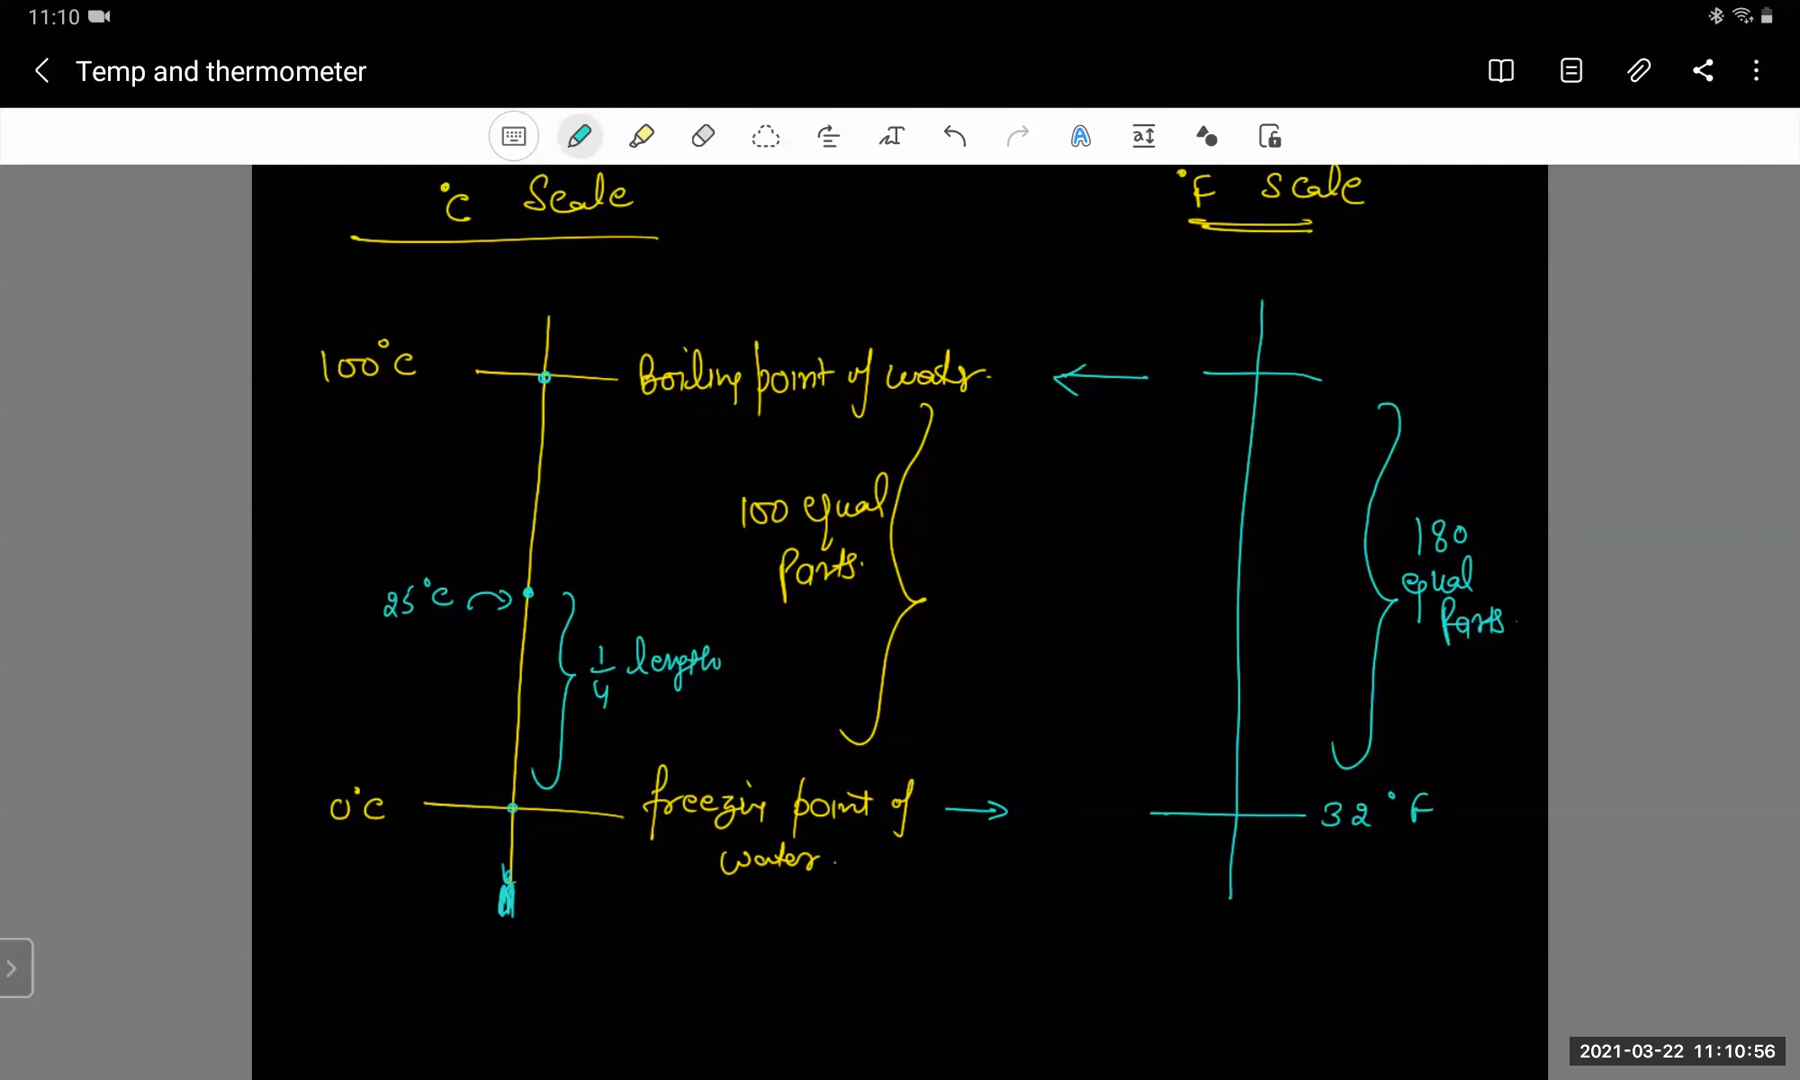 11:10
Temp and thermometer
°C Scale
°F Scale
100°C
Boiling point of water.
100 equal
Parts.
180
equal
Parts.
25°C
1/4 length
0°C
freezing point of
water.
32°F
2021-03-22 11:10:56